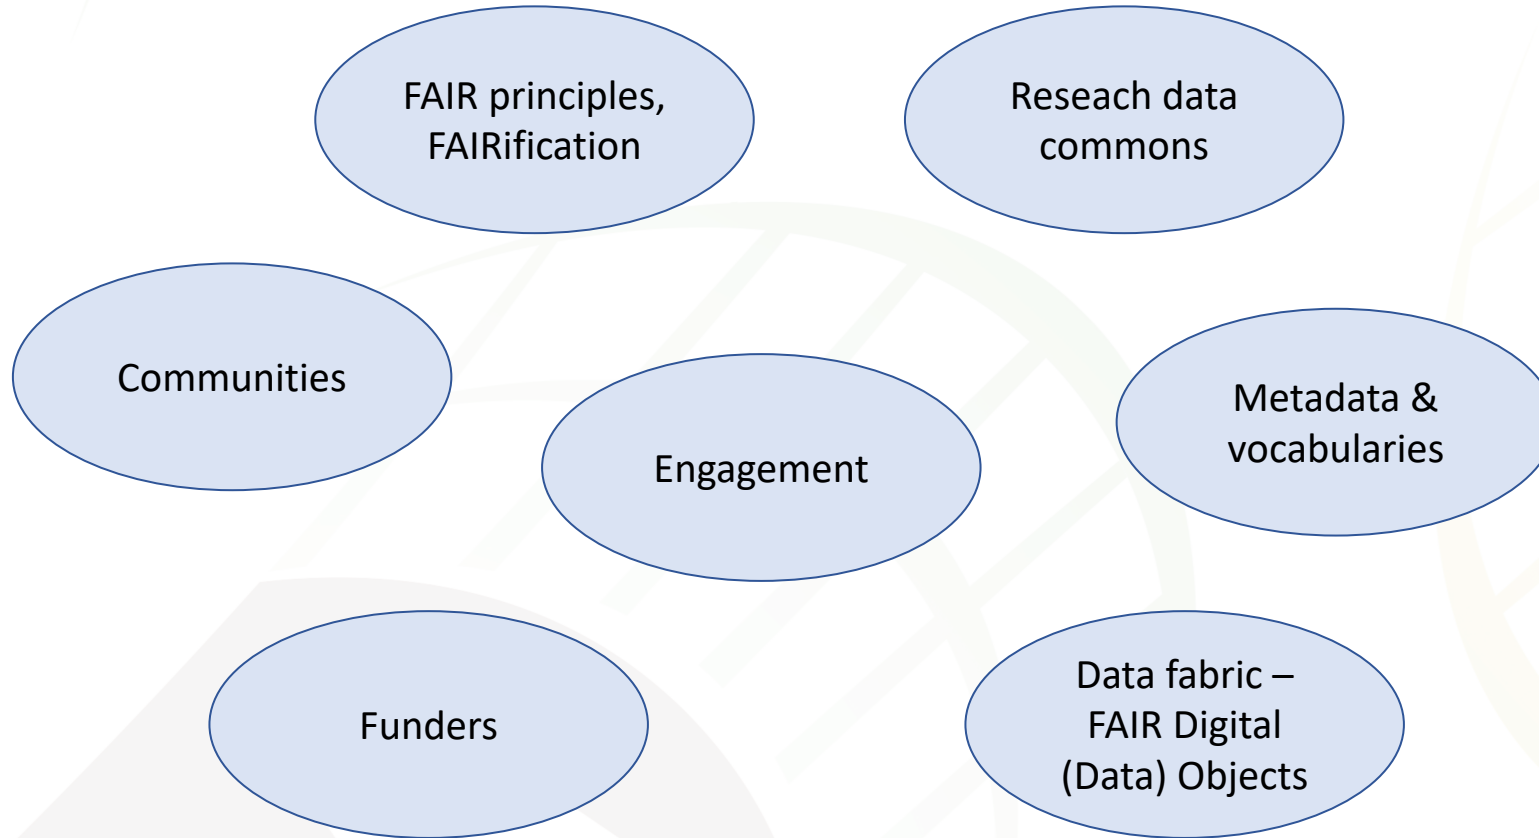 FAIR principles,
FAIRification
Reseach data
commons
Communities
Metadata &
vocabularies
Engagement
Funders
Data fabric –
FAIR Digital
(Data) Objects